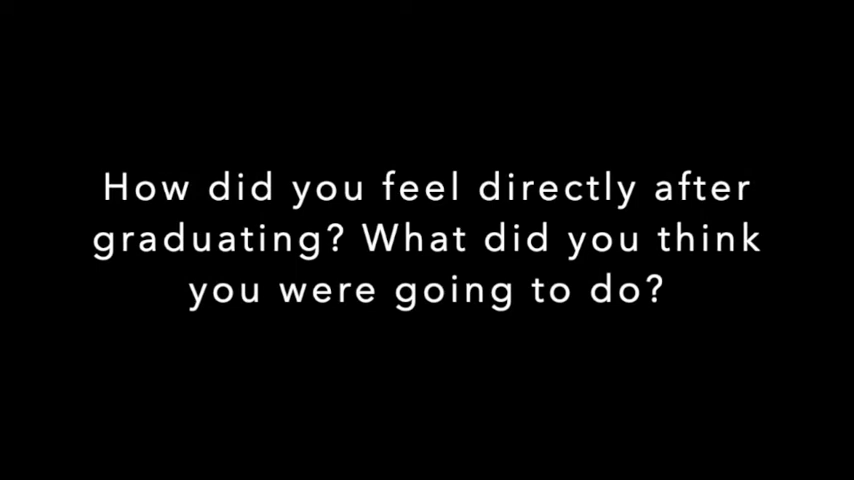 How did you feel directly after
graduating? What did you think
you were going to do?